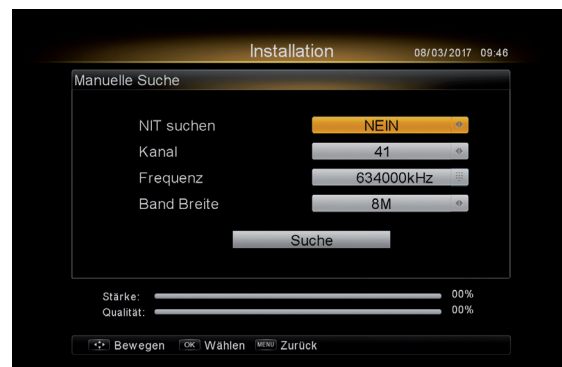 Installation 08/03/2017 09:46
Manuelle Suche
NIT suchen NEIN
Kanal 41
Frequenz 634000kHz
Band Breite 8M
Suche
Stärke: 00%
Qualität: 00%
Bewegen OK Wählen MENU Zurück